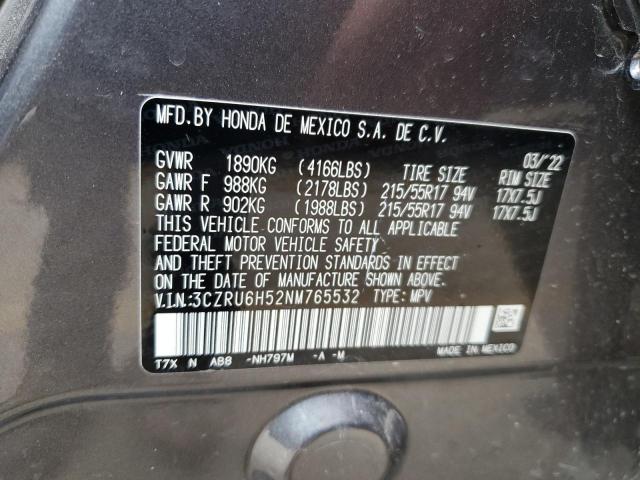 MFD.BY HONDA DE MEXICO S.A. DE C.V.
03/'22
GVWR 1890KG (4166LBS) TIRE SIZE RIM SIZE
GAWR F 988KG (2178LBS) 215/55R17 94V 17X7.5J
GAWR R 902KG (1988LBS) 215/55R17 94V 17X7.5J
THIS VEHICLE CONFORMS TO ALL APPLICABLE
FEDERAL MOTOR VEHICLE SAFETY
AND THEFT PREVENTION STANDARDS IN EFFECT
ON THE DATE OF MANUFACTURE SHOWN ABOVE.
V.I.N:3CZRU6H52NM765532 TYPE: MPV
T7X N AB8 -NH797M -A -M
MADE IN MEXICO